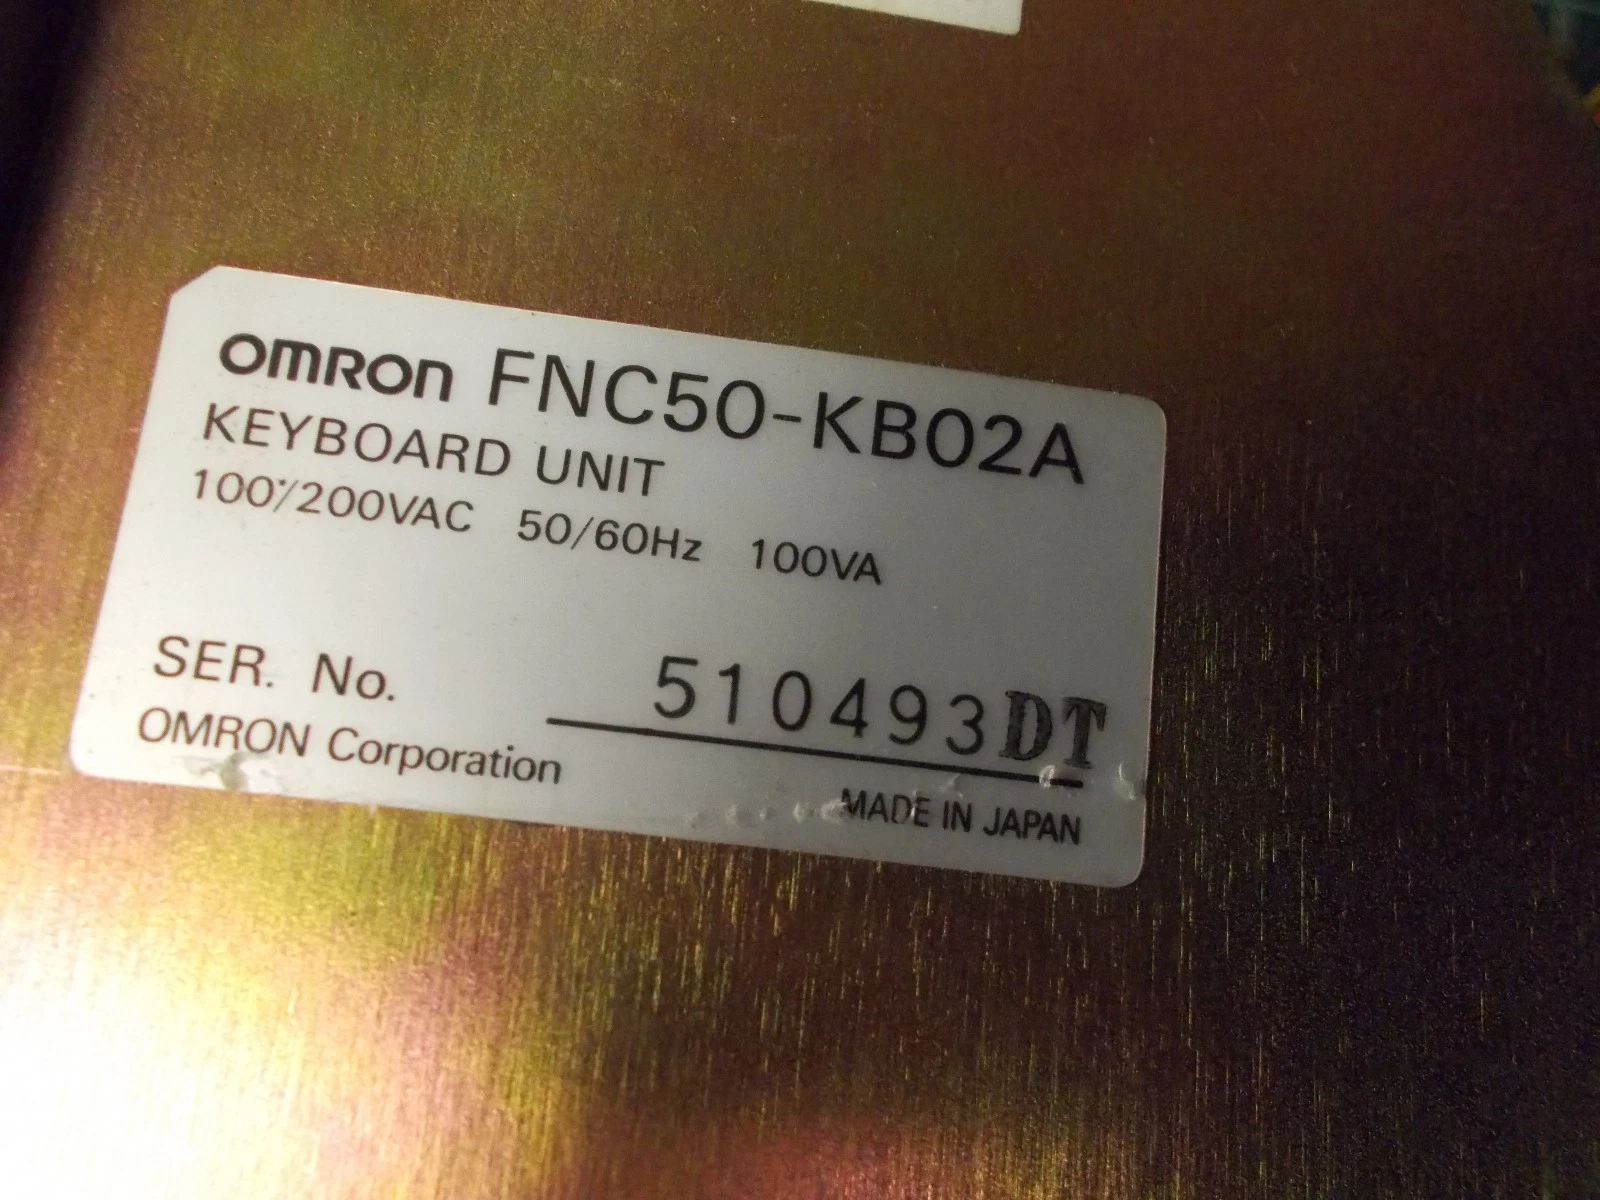 OMRON FNC50-KB02A
KEYBOARD UNIT
100/200VAC 50/60Hz 100VA
SER. No. 510493DT
OMRON Corporation
MADE IN JAPAN